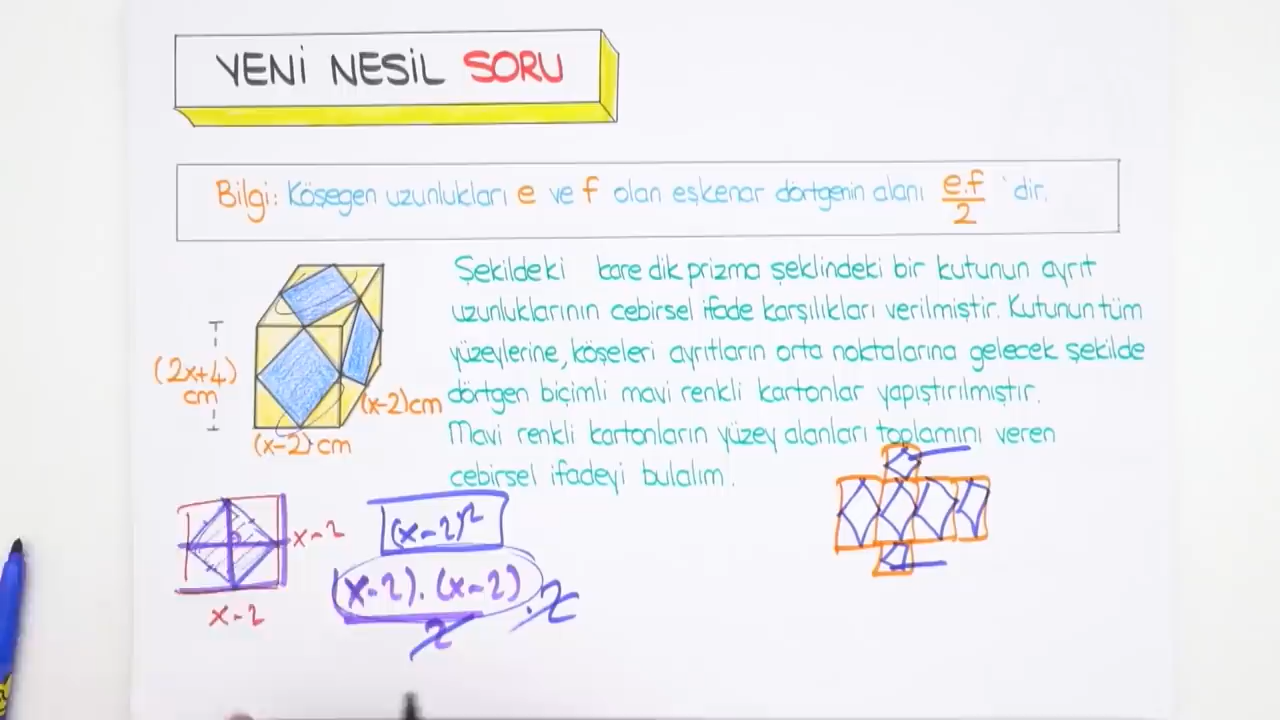 YENİ NESİL SORU
Bilgi: Köşegen uzunlukları e ve f olan eşkenar dörtgenin alanı e.f/2 'dir.
Şekildeki kare dik prizma şeklindeki bir kutunun ayrıt
uzunluklarının cebirsel ifade karşılıkları verilmiştir. Kutunun tüm
yüzeylerine, köşeleri ayrıtların orta noktalarına gelecek şekilde
dörtgen biçimli mavi renkli kartonlar yapıştırılmıştır.
Mavi renkli kartonların yüzey alanları toplamını veren
cebirsel ifadeyi bulalım.
(2x+4)
cm
(x-2)cm
(x-2)cm
x-2
x-2
(x-2)²
(x-2).(x-2)/2 .2